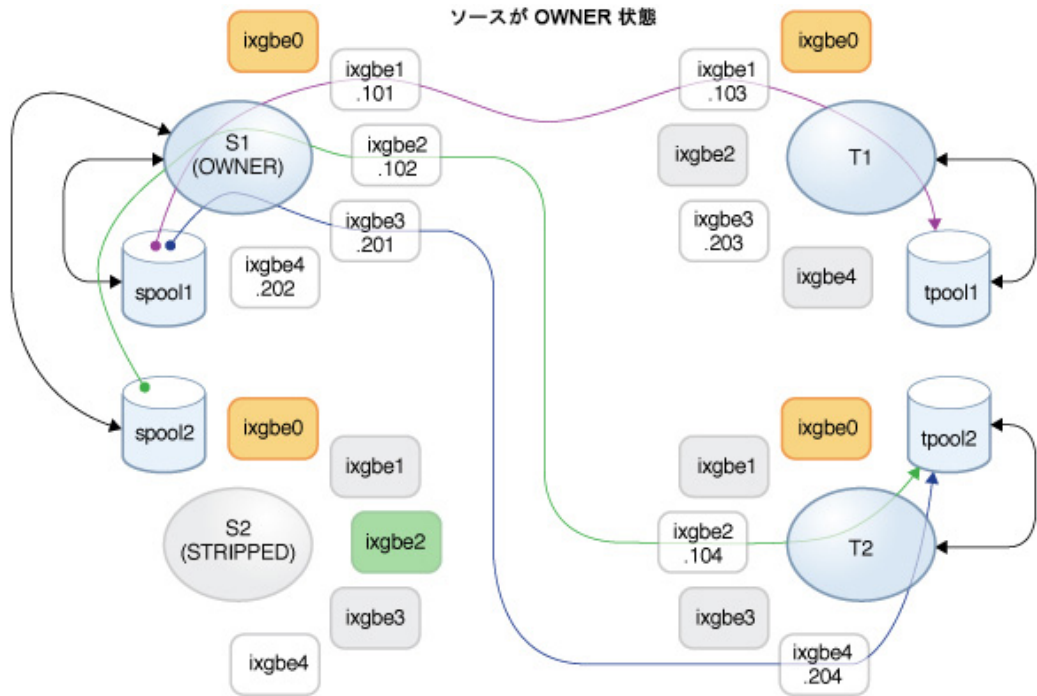 ソースが OWNER 状態
ixgbe0
ixgbe1
.101
S1
(OWNER)
ixgbe2
.102
ixgbe3
.201
ixgbe4
.202
spool1
spool2
ixgbe0
ixgbe1
S2
(STRIPPED)
ixgbe2
ixgbe3
ixgbe4
ixgbe0
ixgbe1
.103
ixgbe2
T1
ixgbe3
.203
ixgbe4
tpool1
ixgbe0
tpool2
ixgbe1
ixgbe2
.104
T2
ixgbe3
ixgbe4
.204